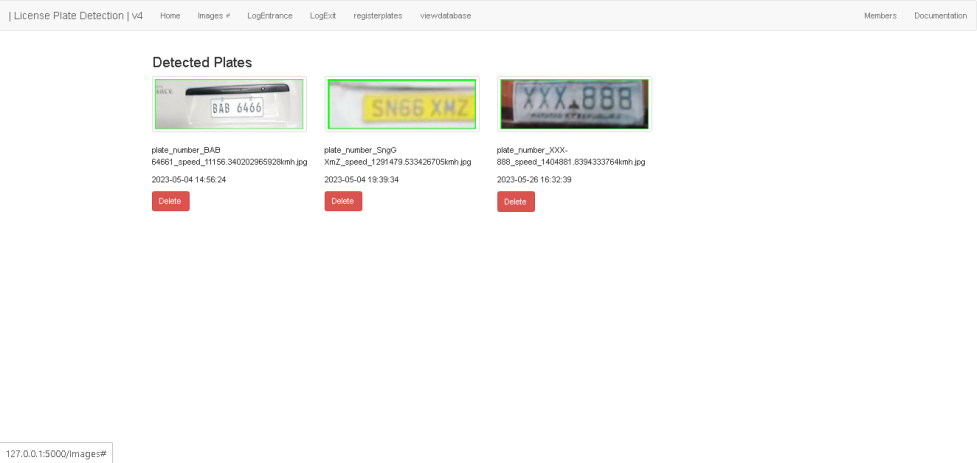 | License Plate Detection | v4 Home Images # LogEntrance LogExit registerplates viewdatabase Members Documentation
Detected Plates
BAB 6466
SN66 XMZ
XXX 888
plate_number_BAB
64661_speed_11156.340202965928kmh.jpg
2023-05-04 14:56:24
Delete
plate_number_SngG
XmZ_speed_1291479.533426705kmh.jpg
2023-05-04 19:39:34
Delete
plate_number_XXX-
888_speed_1404881.8394333764kmh.jpg
2023-05-26 16:32:39
Delete
127.0.0.1:5000/Images#